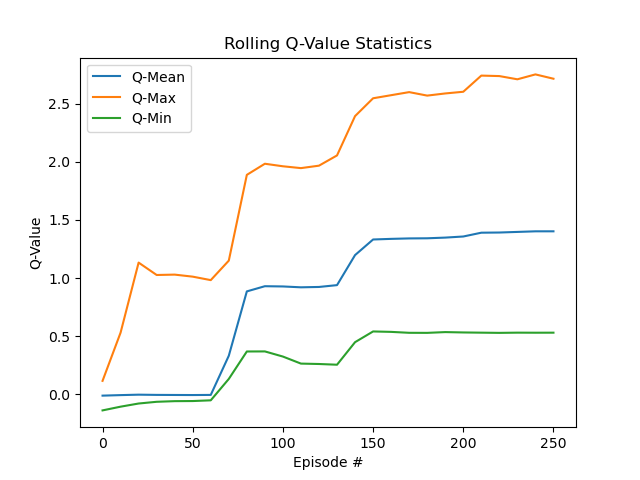 Rolling Q-Value Statistics
Q-Mean
Q-Max
Q-Min
Q-Value
2.5
2.0
1.5
1.0
0.5
0.0
0 50 100 150 200 250
Episode #